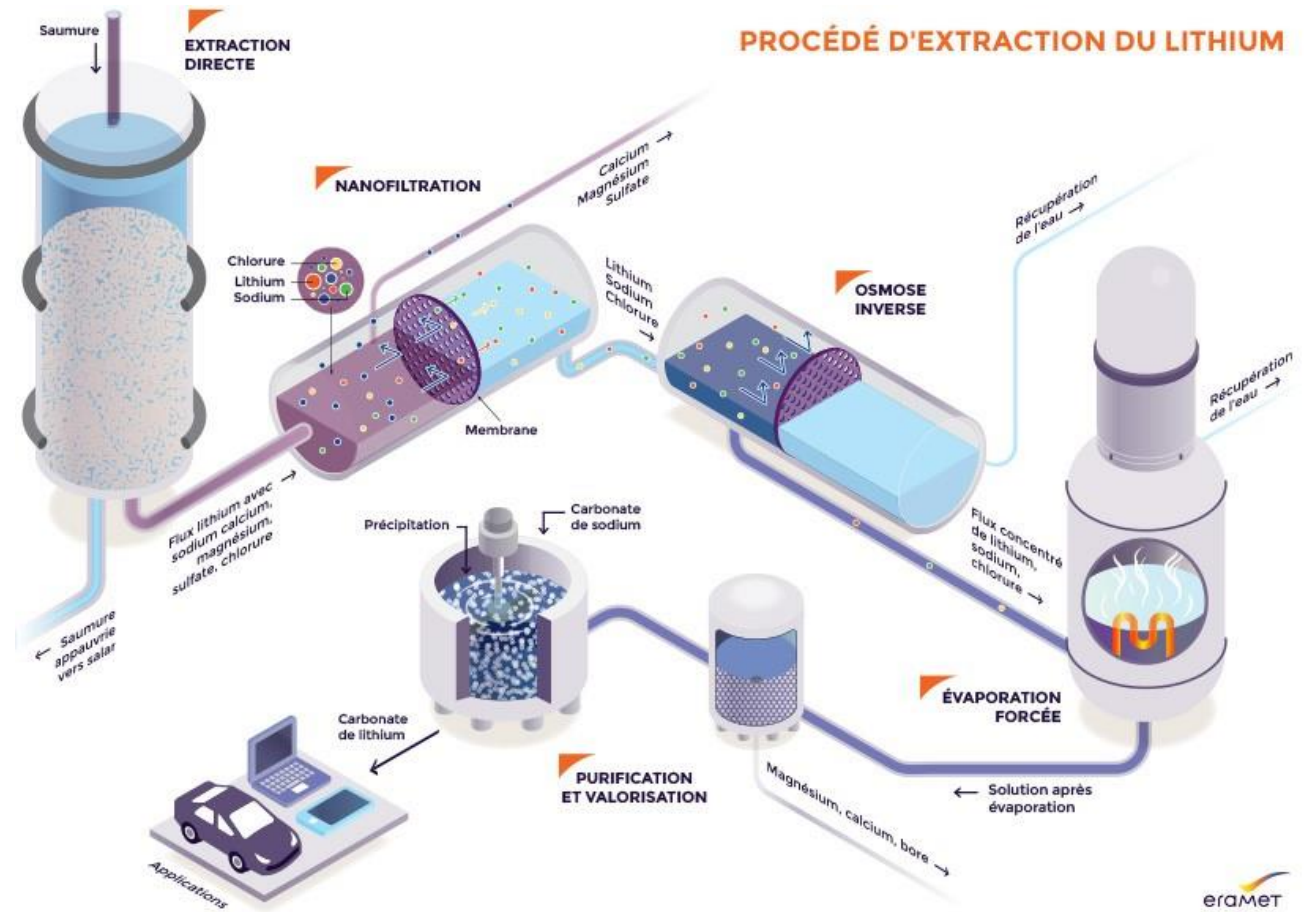 PROCÉDÉ D'EXTRACTION DU LITHIUM
Saumure
EXTRACTION
DIRECTE
NANOFILTRATION
Calcium
Magnésium
Sulfate
Chlorure
Lithium
Sodium
Membrane
Flux lithium avec
sodium calcium,
magnésium,
sulfate, chlorure
← Saumure
appauvrie
vers salar
Lithium
Sodium
Chlorure
OSMOSE
INVERSE
Récupération
de l'eau →
Récupération
de l'eau →
Flux concentré
de lithium,
sodium,
chlorure →
ÉVAPORATION
FORCÉE
← Solution après
évaporation
Magnésium, calcium, bore →
PURIFICATION
ET VALORISATION
Précipitation
Carbonate
de sodium
Carbonate
de lithium
Applications
eramet